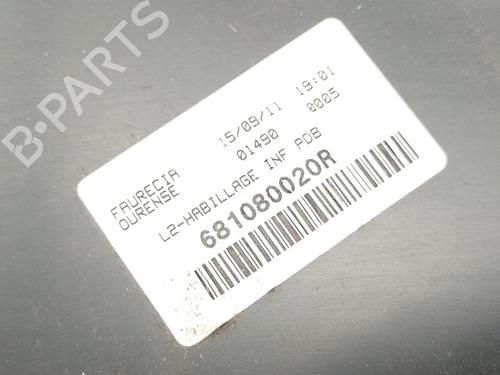 B-PARTS
FAURECIA
OURENSE
15/09/11 19:01
01490 0005
L2-HABILLAGE INF PDB
681080020R